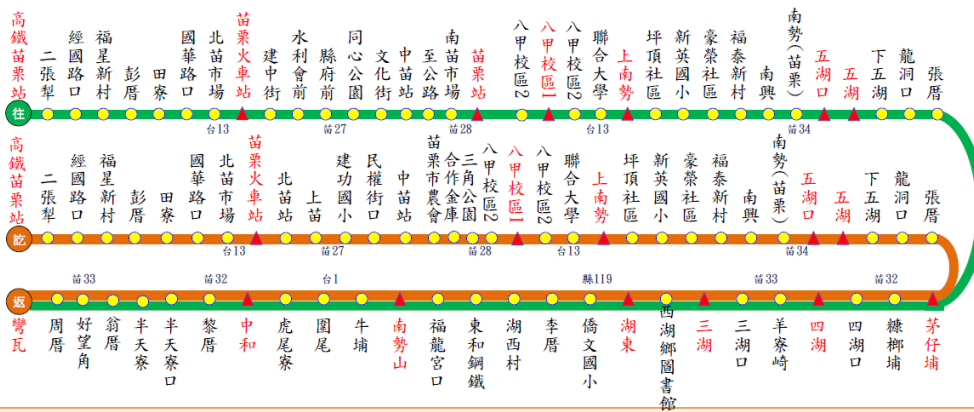 高鐵苗栗站
二張犁
經國路口
福星新村
彭厝
田寮
國華路口
北苗市場
苗栗火車站
建中街
水利會前
縣府前
同心公園
文化街
中苗站
至公路
南苗市場
苗栗站
八甲校區2
八甲校區1
八甲校區2
聯合大學
上南勢
坪頂社區
新英國小
豪榮社區
福泰新村
南興
南勢(苗栗)
五湖口
五湖
下五湖
龍洞口
張厝
往
台13
苗27
苗28
台13
苗34
高鐵苗栗站
二張犁
經國路口
福星新村
彭厝
田寮
國華路口
北苗市場
苗栗火車站
北苗站
上苗
建功國小
民權街口
中苗站
苗栗市農會
合作金庫
三角公園
八甲校區2
八甲校區1
八甲校區2
聯合大學
上南勢
坪頂社區
新英國小
豪榮社區
福泰新村
南興
南勢(苗栗)
五湖口
五湖
下五湖
龍洞口
張厝
訖
台13
苗27
苗28
台13
苗34
苗33
苗32
台1
縣119
苗33
苗32
返
彎瓦
周厝
好望角
翁厝
半天寮
半天寮口
黎厝
中和
虎尾寮
圍尾
牛埔
南勢山
福龍宮口
東和鋼鐵
湖西村
李厝
僑文國小
湖東
西湖鄉圖書館
三湖
三湖口
羊寮崎
四湖
四湖口
糠榔埔
茅仔埔